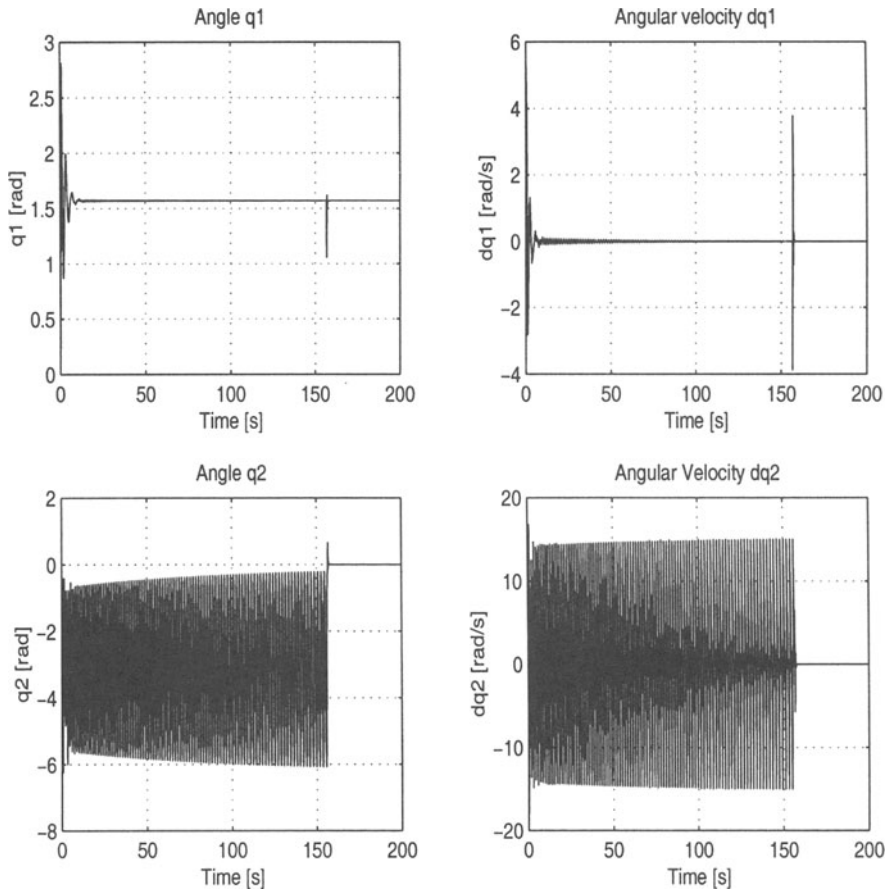 Angle q1
3
2.5
2
1.5
1
0.5
0
q1 [rad]
0 50 100 150 200
Time [s]
Angular velocity dq1
6
4
2
0
−2
−4
dq1 [rad/s]
0 50 100 150 200
Time [s]
Angle q2
2
0
−2
−4
−6
−8
q2 [rad]
0 50 100 150 200
Time [s]
Angular Velocity dq2
20
10
0
−10
−20
dq2 [rad/s]
0 50 100 150 200
Time [s]